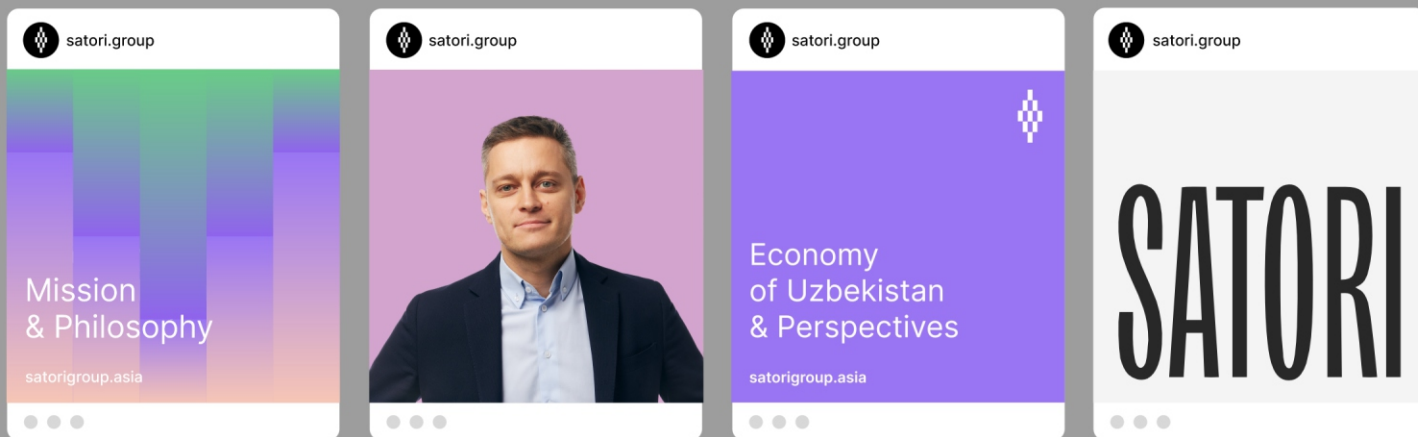 satori.group
Mission
& Philosophy
satorigroup.asia
satori.group
satori.group
Economy
of Uzbekistan
& Perspectives
satorigroup.asia
satori.group
SATORI